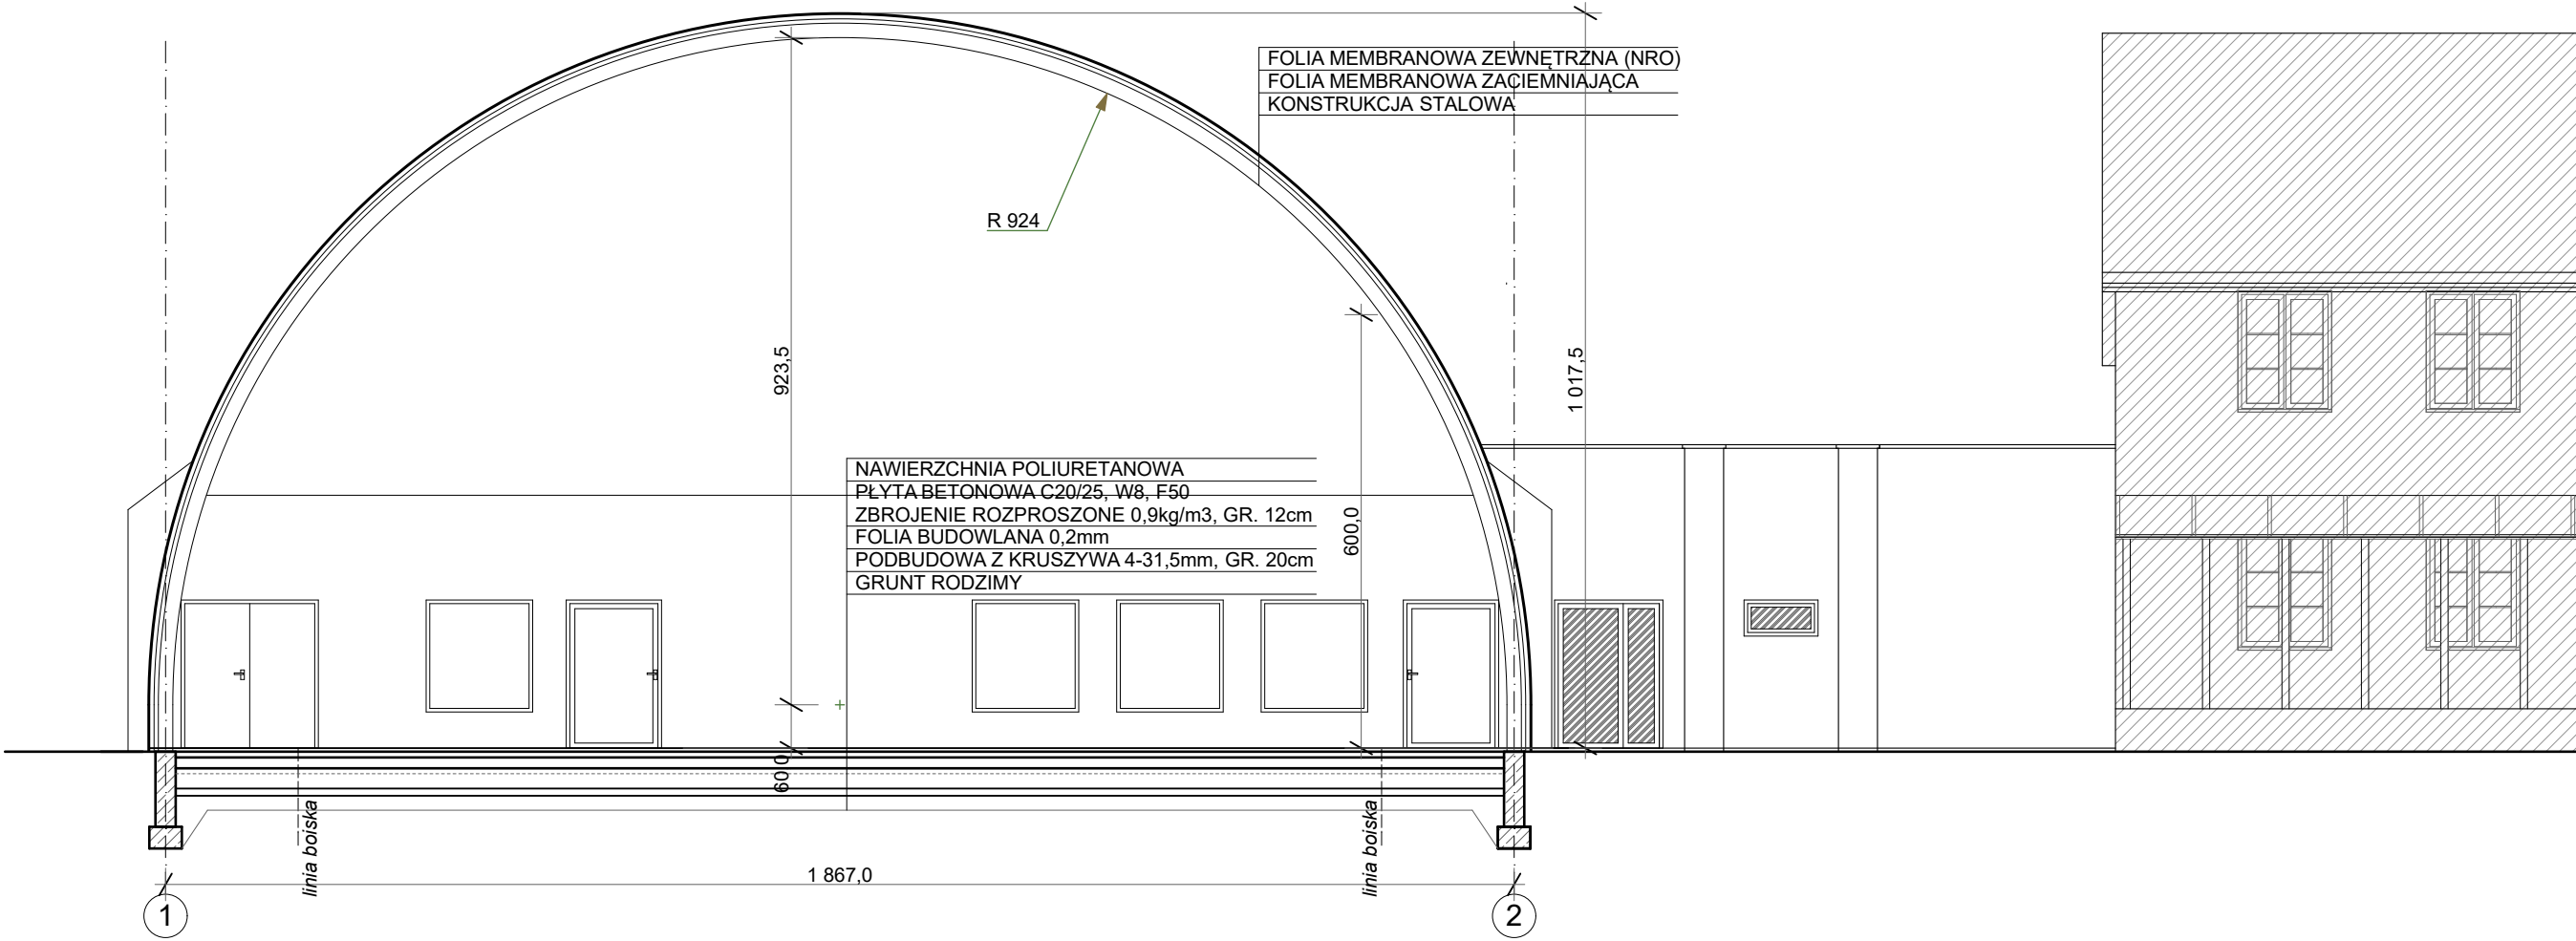 FOLIA MEMBRANOWA ZEWNĘTRZNA (NRO)
FOLIA MEMBRANOWA ZACIEMNIAJĄCA
KONSTRUKCJA STALOWA
R 924
923,5
1 017,5
NAWIERZCHNIA POLIURETANOWA
PŁYTA BETONOWA C20/25, W8, F50
ZBROJENIE ROZPROSZONE 0,9kg/m3, GR. 12cm
FOLIA BUDOWLANA 0,2mm
PODBUDOWA Z KRUSZYWA 4-31,5mm, GR. 20cm
GRUNT RODZIMY
600,0
60,0
linia boiska
linia boiska
1 867,0
1
2